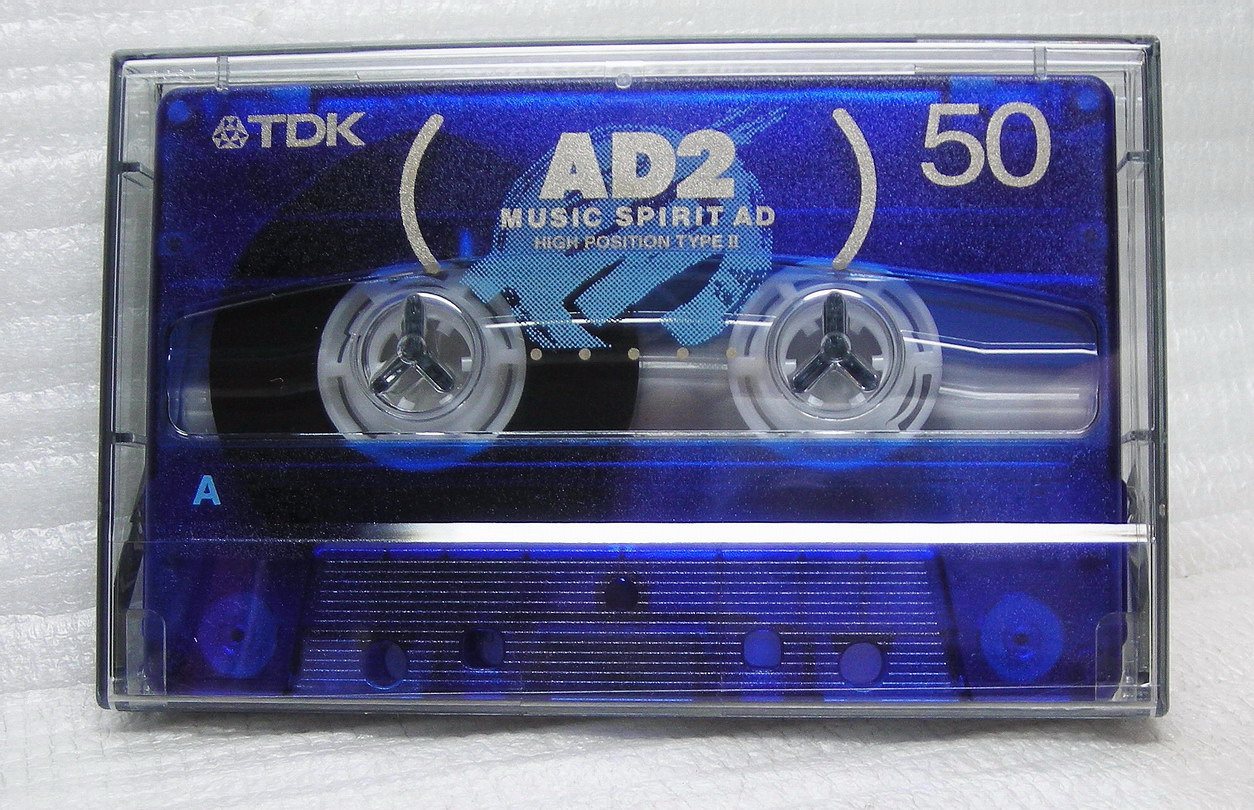 TDK
AD2
50
MUSIC SPIRIT AD
HIGH POSITION TYPE II
A